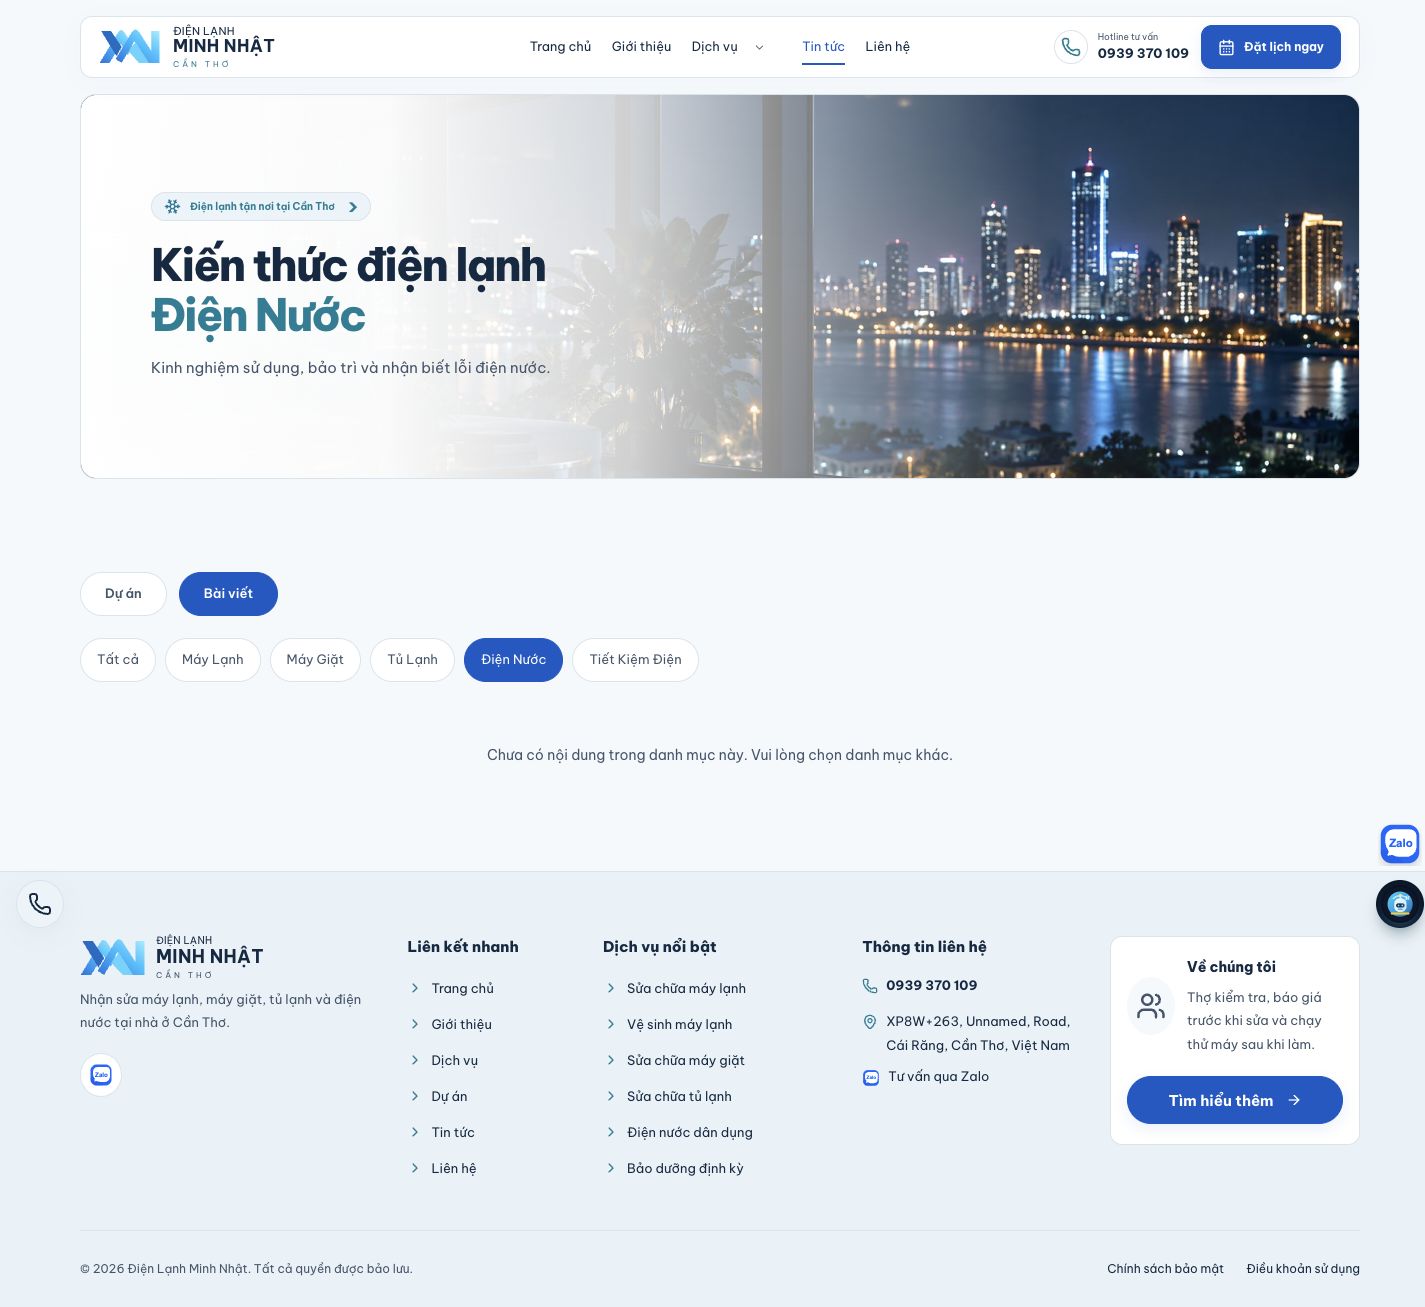 ĐIỆN LẠNH
MINH NHẬT
CẦN THƠ
Trang chủ
Giới thiệu
Dịch vụ
Tin tức
Liên hệ
Hotline tư vấn
0939 370 109
Đặt lịch ngay
Điện lạnh tận nơi tại Cần Thơ
Kiến thức điện lạnh
Điện Nước
Kinh nghiệm sử dụng, bảo trì và nhận biết lỗi điện nước.
Dự án
Bài viết
Tất cả
Máy Lạnh
Máy Giặt
Tủ Lạnh
Điện Nước
Tiết Kiệm Điện
Chưa có nội dung trong danh mục này. Vui lòng chọn danh mục khác.
Zalo
ĐIỆN LẠNH
MINH NHẬT
CẦN THƠ
Nhận sửa máy lạnh, máy giặt, tủ lạnh và điện
nước tại nhà ở Cần Thơ.
Zalo
Liên kết nhanh
Trang chủ
Giới thiệu
Dịch vụ
Dự án
Tin tức
Liên hệ
Dịch vụ nổi bật
Sửa chữa máy lạnh
Vệ sinh máy lạnh
Sửa chữa máy giặt
Sửa chữa tủ lạnh
Điện nước dân dụng
Bảo dưỡng định kỳ
Thông tin liên hệ
0939 370 109
XP8W+263, Unnamed, Road,
Cái Răng, Cần Thơ, Việt Nam
Tư vấn qua Zalo
Về chúng tôi
Thợ kiểm tra, báo giá
trước khi sửa và chạy
thử máy sau khi làm.
Tìm hiểu thêm
© 2026 Điện Lạnh Minh Nhật. Tất cả quyền được bảo lưu.
Chính sách bảo mật
Điều khoản sử dụng